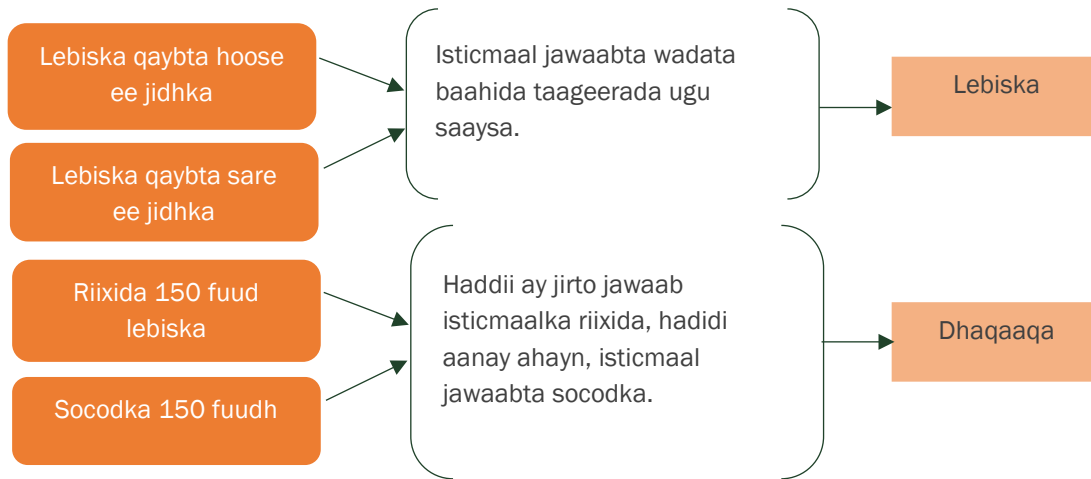 Lebiska qaybta hoose
ee jidhka
Lebiska qaybta sare
ee jidhka
Isticmaal jawaabta wadata
baahida taageerada ugu
saaysa.
Lebiska
Riixida 150 fuud
lebiska
Socodka 150 fuudh
Haddii ay jirto jawaab
isticmaalka riixida, hadidi
aanay ahayn, isticmaal
jawaabta socodka.
Dhaqaaqa